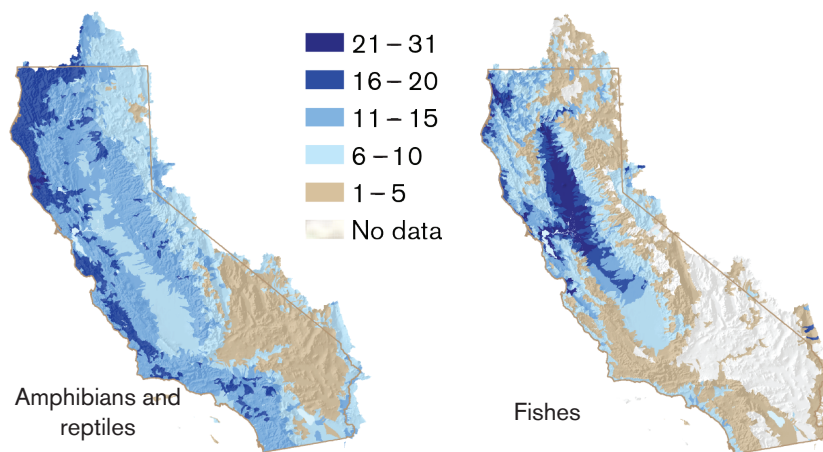 21 – 31
16 – 20
11 – 15
6 – 10
1 – 5
No data
Amphibians and
reptiles
Fishes